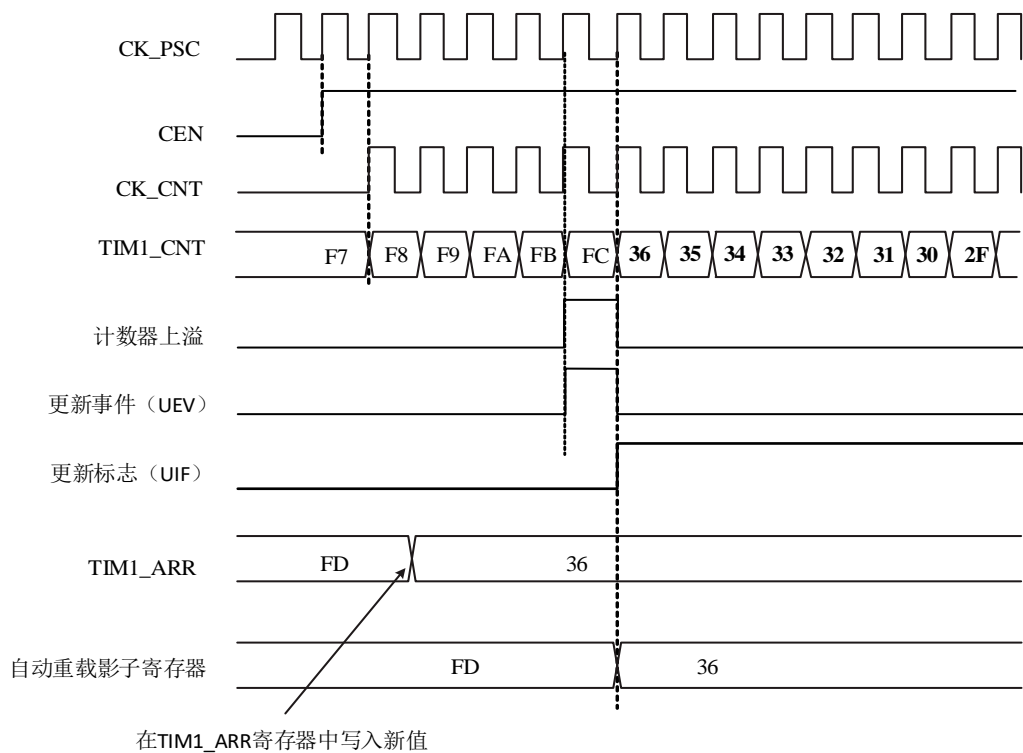 CK_PSC
CEN
CK_CNT
TIM1_CNT F7 F8 F9 FA FB FC 36 35 34 33 32 31 30 2F
计数器上溢
更新事件（UEV）
更新标志（UIF）
TIM1_ARR FD 36
自动重载影子寄存器 FD 36
在TIM1_ARR寄存器中写入新值